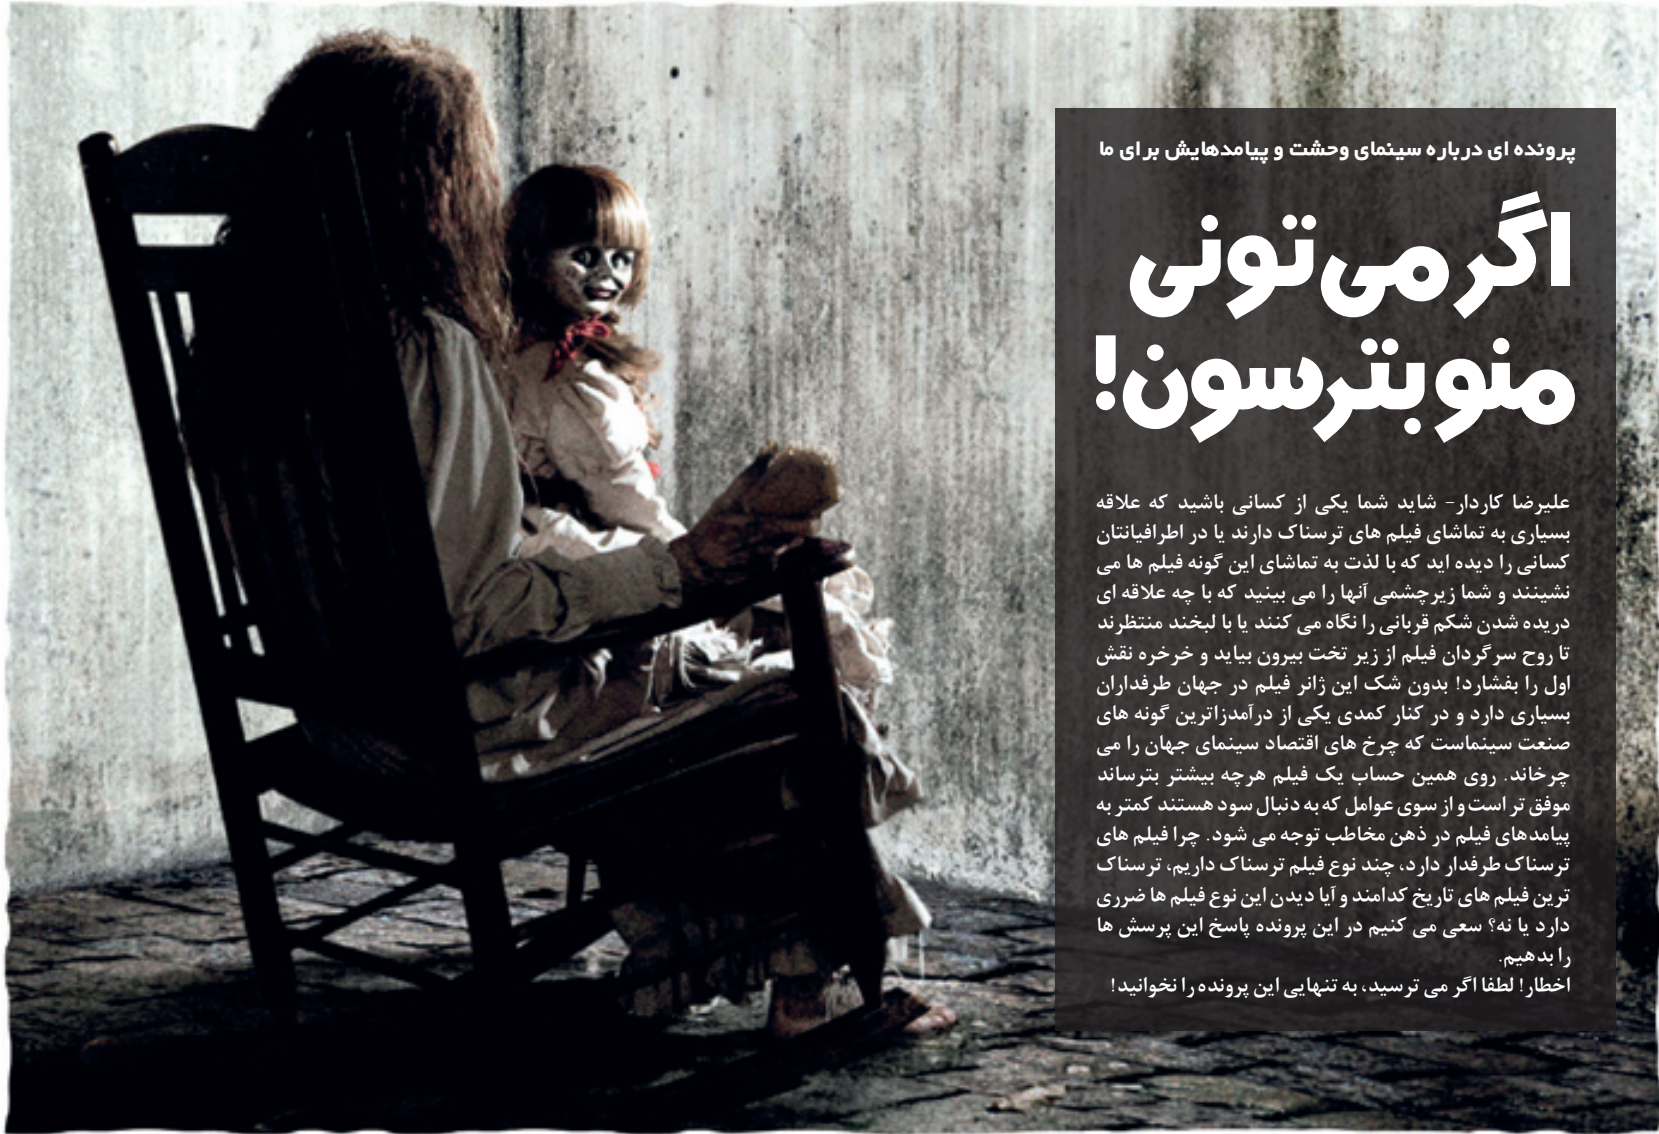 پرونده ای درباره سینمای وحشت و پیامدهایش برای ما
اگر می‌تونی
منو بترسون!
علیرضا کاردار- شاید شما یکی از کسانی باشید که علاقه
بسیاری به تماشای فیلم های ترسناک دارند یا در اطرافیانتان
کسانی را دیده اید که با لذت به تماشای این گونه فیلم ها می
نشینند و شما زیرچشمی آنها را می بینید که با چه علاقه ای
دریده شدن شکم قربانی را نگاه می کنند یا با لبخند منتظرند
تا روح سرگردان فیلم از زیر تخت بیرون بیاید و خرخره نقش
اول را بفشارد! بدون شک این ژانر فیلم در جهان طرفداران
بسیاری دارد و در کنار کمدی یکی از درآمدزاترین گونه های
صنعت سینماست که چرخ های اقتصاد سینمای جهان را می
چرخاند. روی همین حساب یک فیلم هرچه بیشتر بترساند
موفق تر است و از سوی عوامل که به دنبال سود هستند کمتر به
پیامدهای فیلم در ذهن مخاطب توجه می شود. چرا فیلم های
ترسناک طرفدار دارد، چند نوع فیلم ترسناک داریم، ترسناک
ترین فیلم های تاریخ کدامند و آیا دیدن این نوع فیلم ها ضرری
دارد یا نه؟ سعی می کنیم در این پرونده پاسخ این پرسش ها
را بدهیم.
اخطار! لطفا اگر می ترسید، به تنهایی این پرونده را نخوانید!